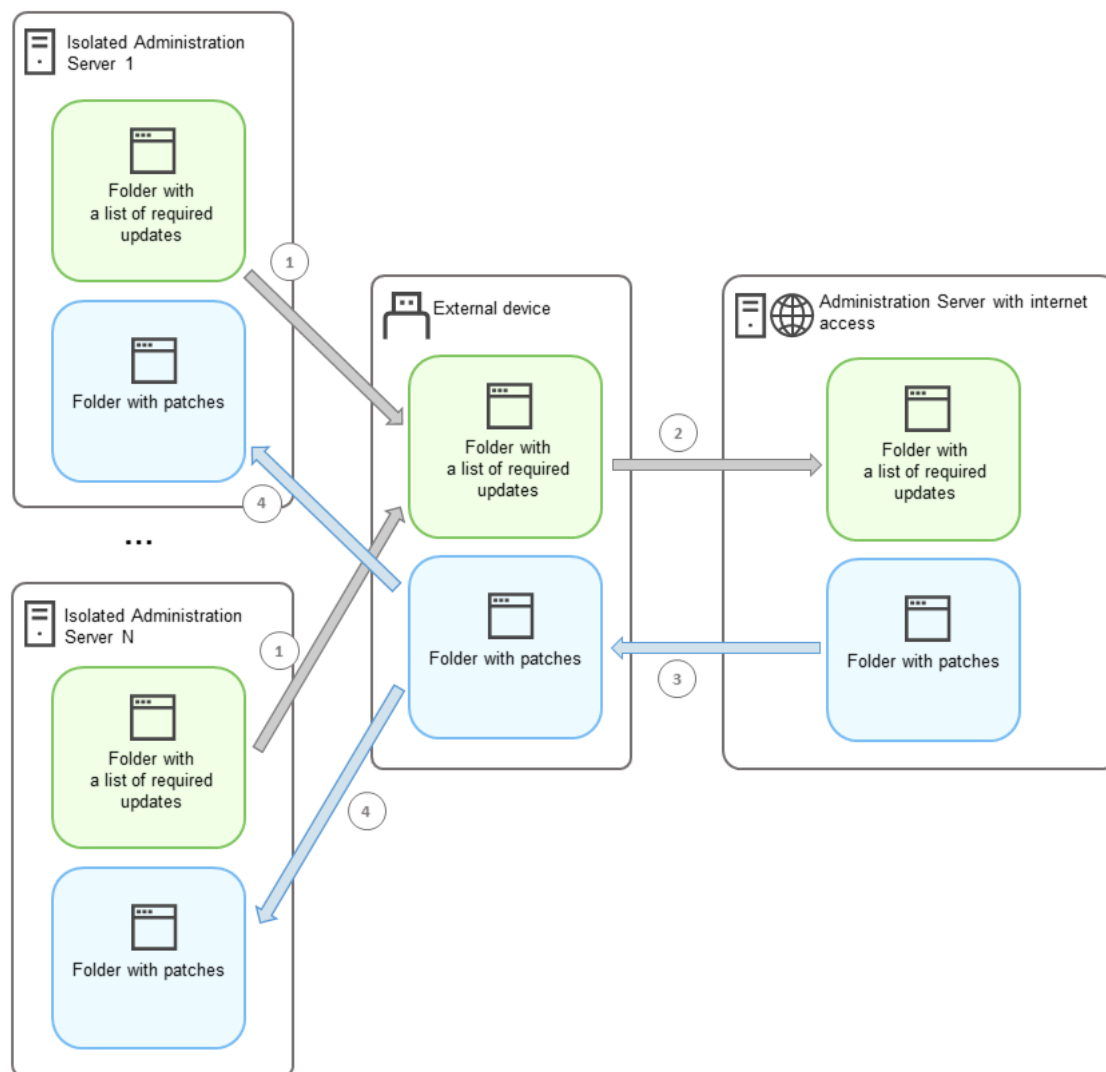 Isolated Administration
Server 1
Folder with
a list of required
updates
1
Folder with patches
4
...
Isolated Administration
Server N
Folder with
a list of required
updates
1
Folder with patches
4
External device
Folder with
a list of required
updates
2
Folder with patches
3
Administration Server with internet
access
Folder with
a list of required
updates
Folder with patches